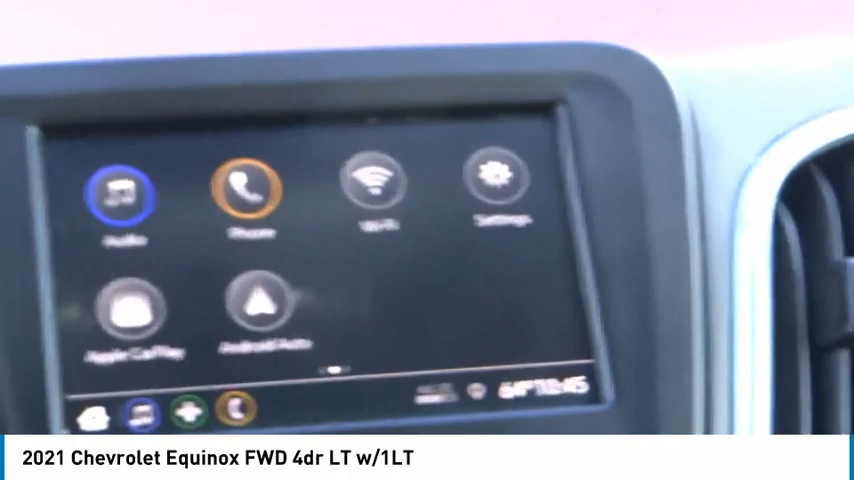 Audio Phone Wi-Fi Settings
Apple CarPlay Android Auto
2021 Chevrolet Equinox FWD 4dr LT w/1LT